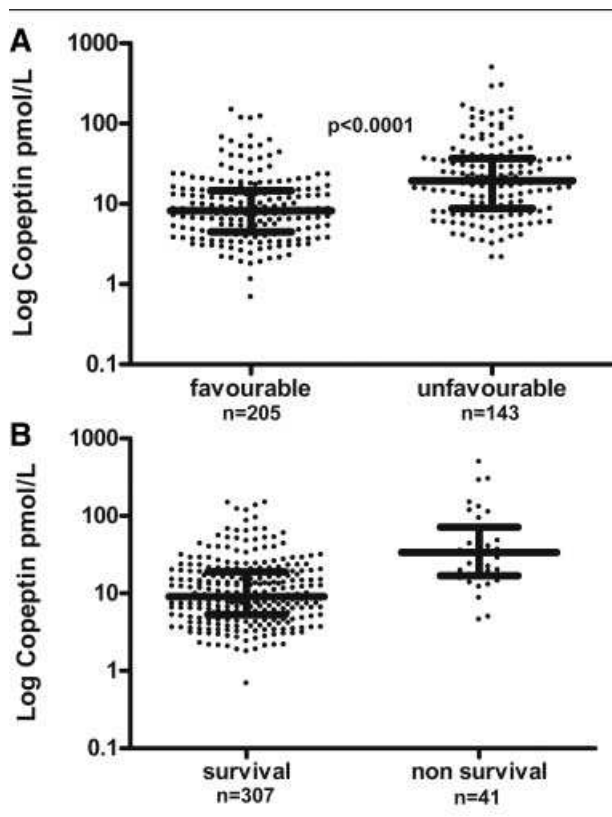 A
Log Copeptin pmol/L
1000
100
10
1
0.1
p<0.0001
favourable unfavourable
n=205 n=143
B
Log Copeptin pmol/L
1000
100
10
1
0.1
survival non survival
n=307 n=41